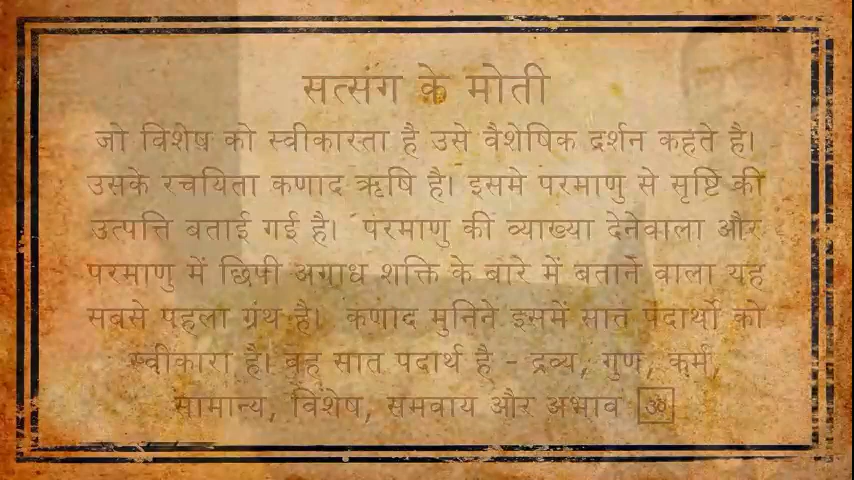 सत्संग के मोती
जो विशेष को स्वीकारता है उसे वैशेषिक दर्शन कहते है।
उसके रचयिता कणाद ऋषि है। इसमे परमाणु से सृष्टि की
उत्पत्ति बताई गई है। परमाणु की व्याख्या देनेवाला और
परमाणु में छिपी अगाध शक्ति के बारे में बताने वाला यह
सबसे पहला ग्रंथ है। कणाद मुनिने इसमें सात पदार्थो को
स्वीकारा है। वह सात पदार्थ है - द्रव्य, गुण, कर्म,
सामान्य, विशेष, समवाय और अभाव ॐ